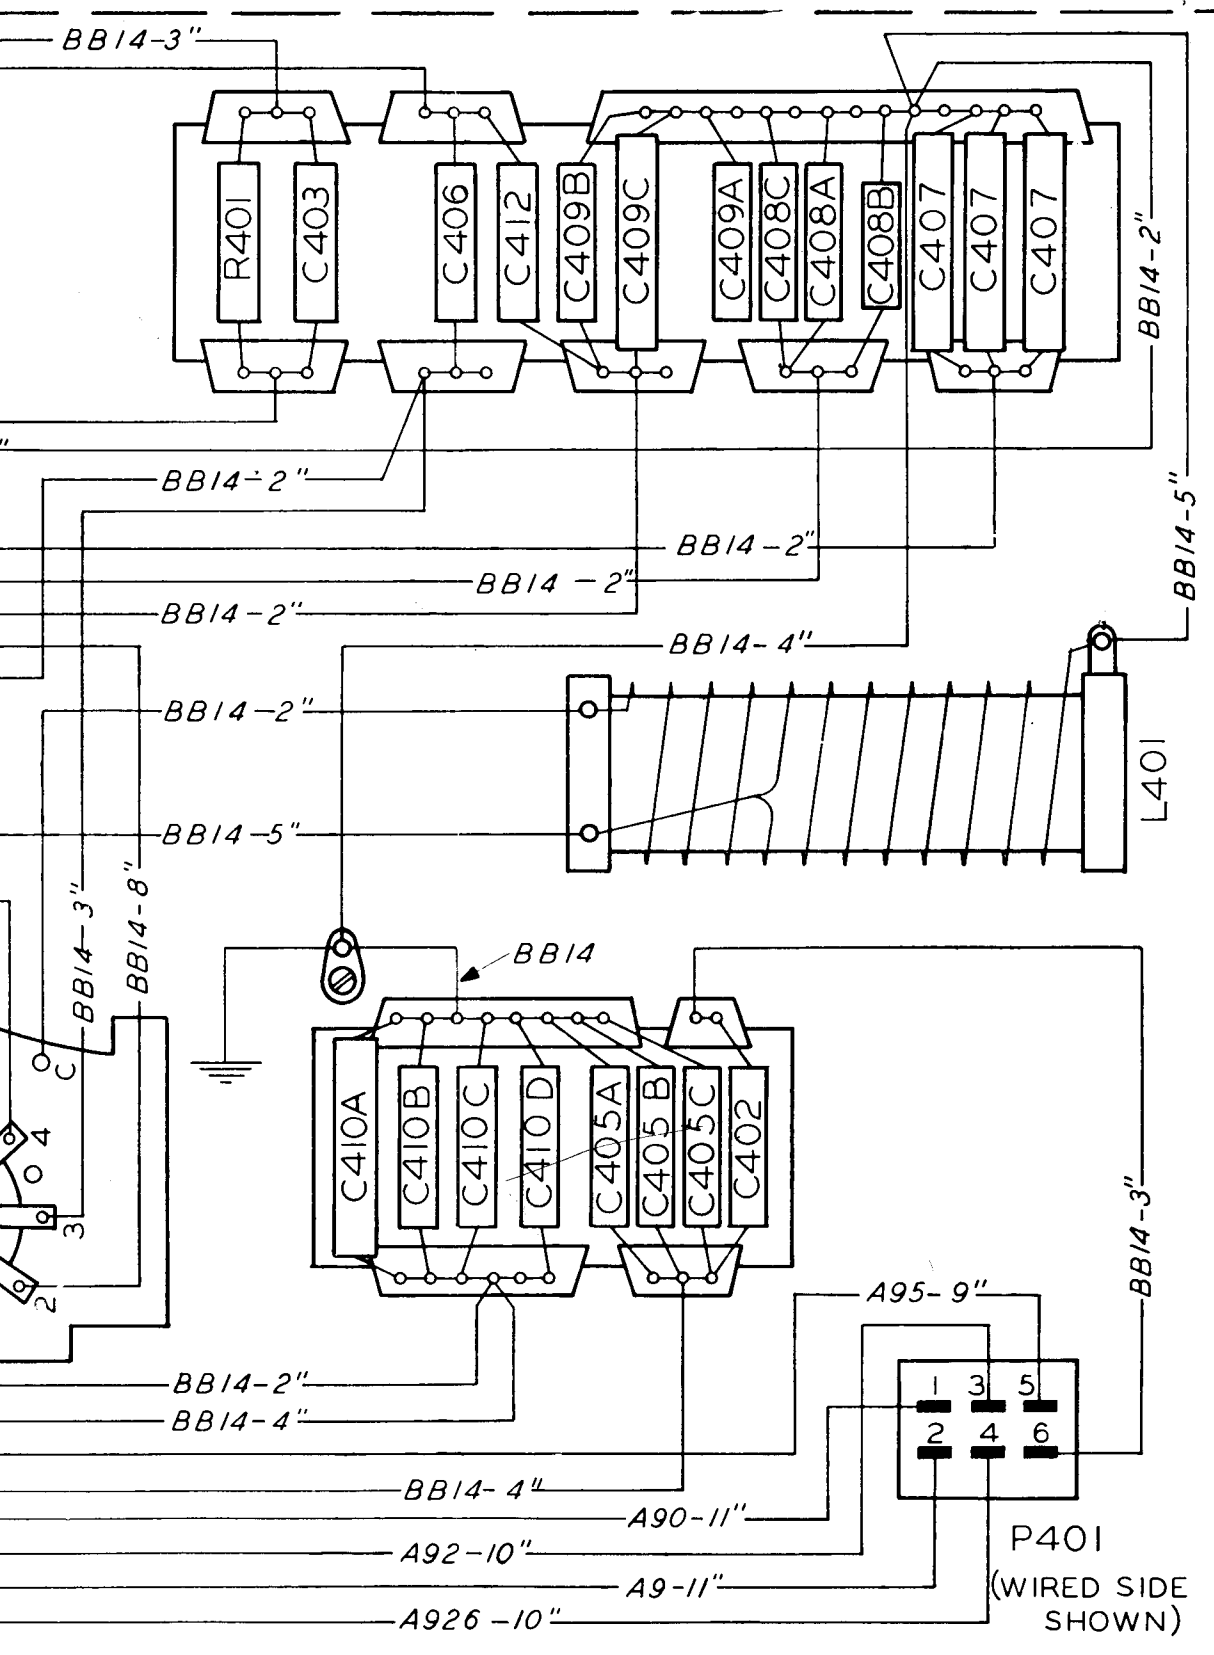 BB14-3"
R401
C403
C406
C412
C409B
C409C
C409A
C408C
C408A
C408B
C407
C407
C407
BB14-2"
BB14-5"
"
BB14-2"
BB14-2"
BB14-2"
BB14-2"
BB14-4"
BB14-2"
L401
BB14-5"
BB14-3"
BB14-8"
BB14
C
4
3
2
C410A
C410B
C410C
C410D
C405A
C405B
C405C
C402
BB14-3"
A95-9"
BB14-2"
1 3 5
BB14-4"
2 4 6
BB14-4"
A90-11"
P401
A92-10"
A9-11"
(WIRED SIDE
A926-10"
SHOWN)